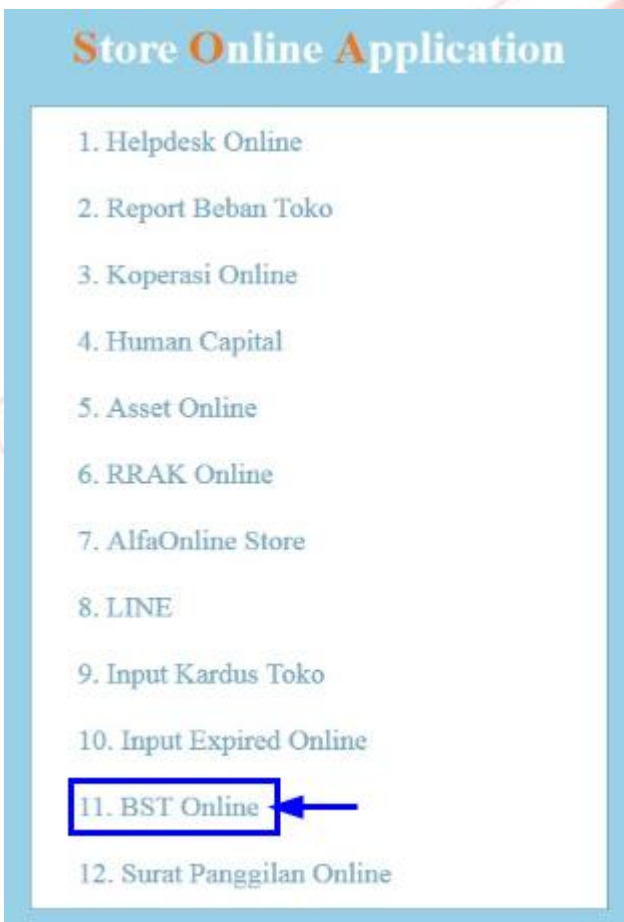 Store Online Application
1. Helpdesk Online
2. Report Beban Toko
3. Koperasi Online
4. Human Capital
5. Asset Online
6. RRAK Online
7. AlfaOnline Store
8. LINE
9. Input Kardus Toko
10. Input Expired Online
11. BST Online
12. Surat Panggilan Online